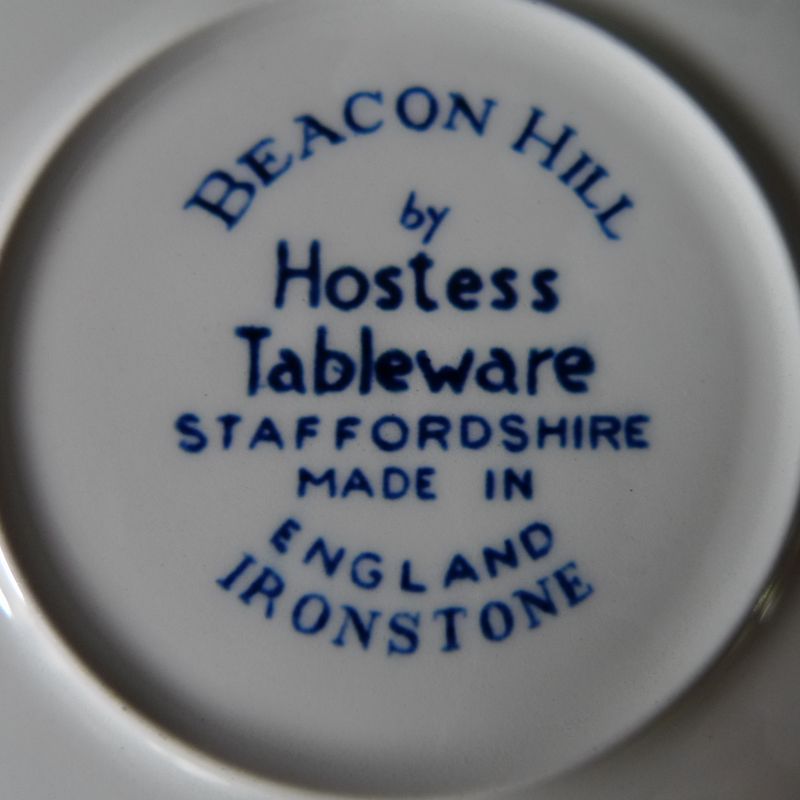 BEACON HILL
by
Hostess
Tableware
STAFFORDSHIRE
MADE IN
ENGLAND
IRONSTONE